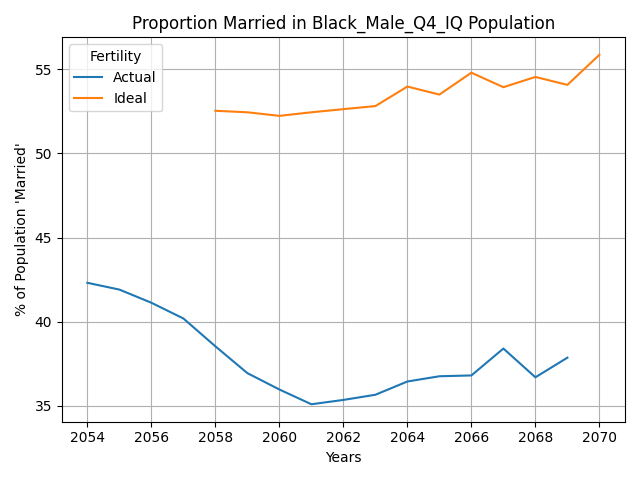 Proportion Married in Black_Male_Q4_IQ Population
Fertility
Actual
Ideal
% of Population 'Married'
55
50
45
40
35
2054 2056 2058 2060 2062 2064 2066 2068 2070
Years